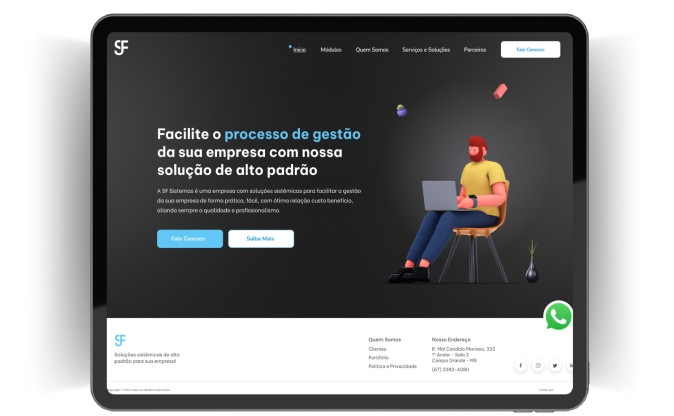 SF
Início
Módulos
Quem Somos
Serviços e Soluções
Parceiros
Fale Conosco
Facilite o processo de gestão
da sua empresa com nossa
solução de alto padrão
A SF Sistemas é uma empresa com soluções sistêmicas para facilitar a gestão
da sua empresa de forma prático, fácil, com ótima relação custo benefício,
aliando sempre a qualidade e profissionalismo.
Fale Conosco
Saiba Mais
SF
Soluções sistêmicas de alto
padrão para sua empresa!
Quem Somos
Clientes
Portifólio
Política e Privacidade
Nosso Endereço
R. Mal Candido Mariano, 332
1º Andar - Sala 2
Campo Grande - MS
(67) 3382-4080